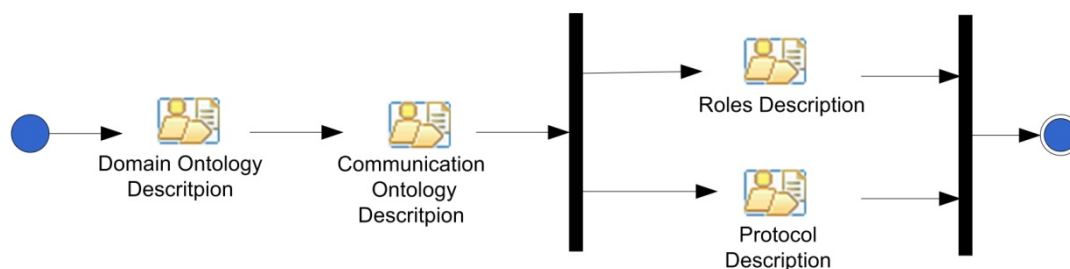 Domain Ontology
Descritpion
Communication
Ontology
Descritpion
Roles Description
Protocol
Description